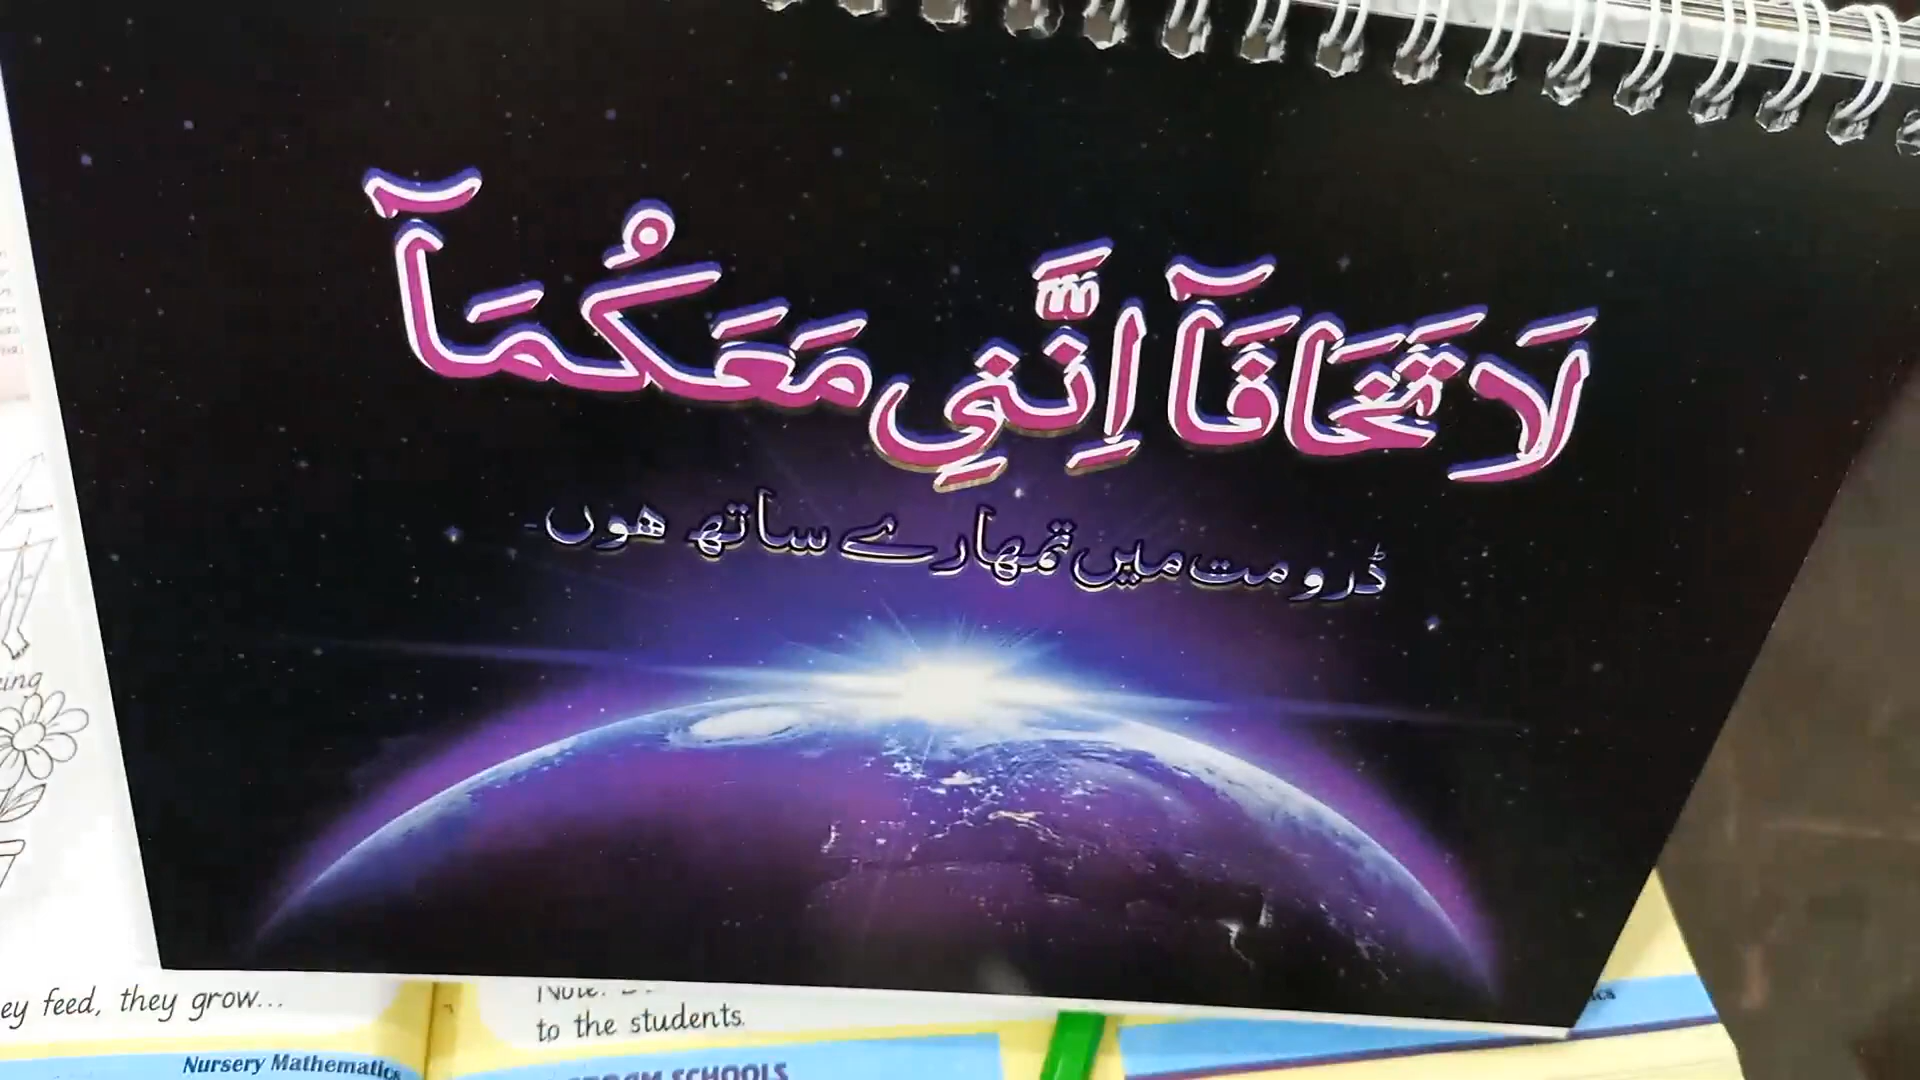 لَا تَخَافَآ اِنَّنِيْ مَعَكُمَآ
ڈرو مت میں تمہارے ساتھ ہوں۔
ey feed, they grow...
to the students.
Nursery Mathematics
SCHOOLS